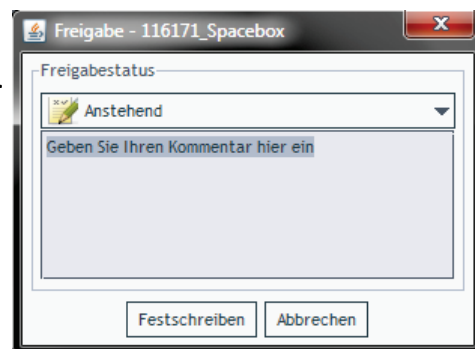 Freigabe - 116171_Spacebox
Freigabestatus
Anstehend
Geben Sie Ihren Kommentar hier ein
Festschreiben Abbrechen